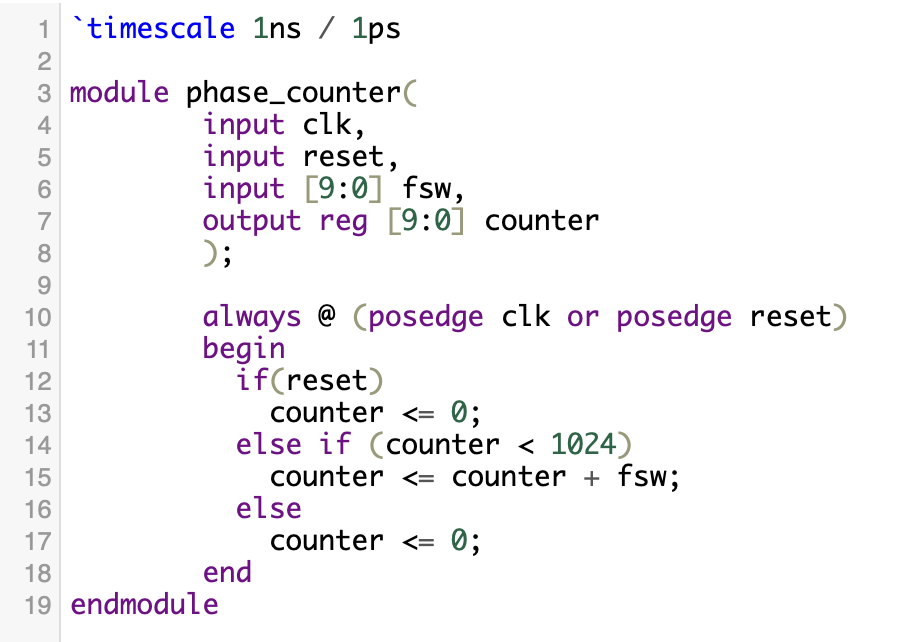 1 `timescale 1ns / 1ps
2
3 module phase_counter(
4 input clk,
5 input reset,
6 input [9:0] fsw,
7 output reg [9:0] counter
8 );
9
10 always @ (posedge clk or posedge reset)
11 begin
12 if(reset)
13 counter <= 0;
14 else if (counter < 1024)
15 counter <= counter + fsw;
16 else
17 counter <= 0;
18 end
19 endmodule